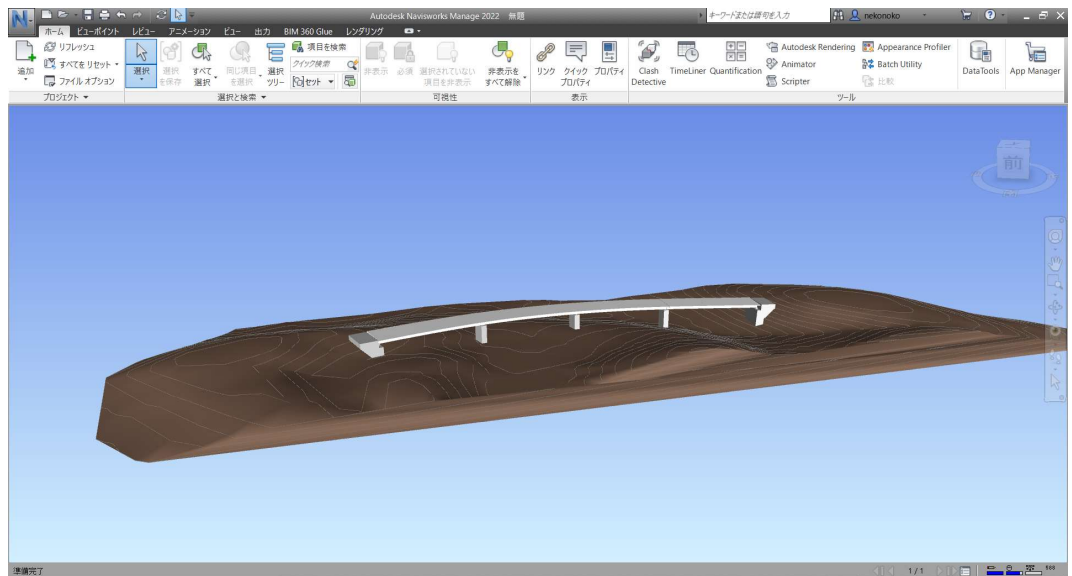 N Autodesk Navisworks Manage 2022 無題 キーワードまたは語句を入力 nekonoko
ホーム ビューポイント レビュー アニメーション ビュー 出力 BIM 360 Glue レンダリング
追加
リフレッシュ
すべてをリセット
ファイル オプション
選択
選択
を保存
すべて
選択
同じ項目
を選択
選択
ツリー
項目を検索
クイック検索
セット
非表示
必須
選択されていない
項目を非表示
非表示を
すべて解除
リンク
クイック
プロパティ
プロパティ
Clash
Detective
TimeLiner
Quantification
Autodesk Rendering
Animator
Scripter
Appearance Profiler
Batch Utility
比較
DataTools
App Manager
プロジェクト 選択と検索 可視性 表示 ツール
前
準備完了 1/1 588